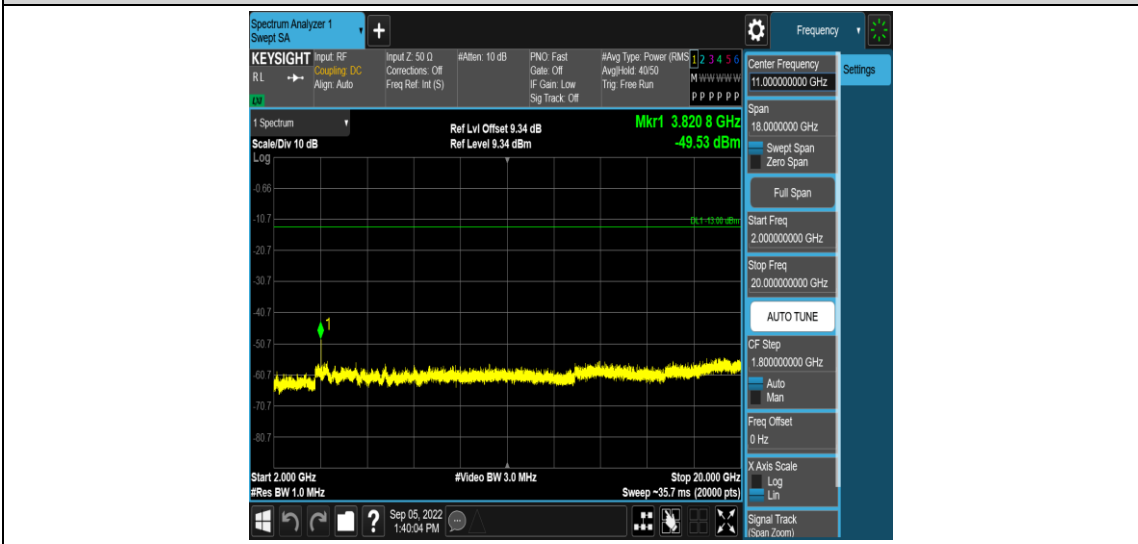 Spectrum Analyzer 1
Swept SA
+
Frequency
KEYSIGHT
RL
LXI
Input: RF
Coupling: DC
Align: Auto
Input Z: 50 Ω
Corrections: Off
Freq Ref: Int (S)
#Atten: 10 dB
PNO: Fast
Gate: Off
IF Gain: Low
Sig Track: Off
#Avg Type: Power (RMS
Avg|Hold: 40/50
Trig: Free Run
1 2 3 4 5 6
M W W W W W
P P P P P P
1 Spectrum
Scale/Div 10 dB
Log
Ref Lvl Offset 9.34 dB
Ref Level 9.34 dBm
Mkr1 3.820 8 GHz
-49.53 dBm
-0.66
-10.7
DL1 -13.00 dBm
-20.7
-30.7
-40.7
1
-50.7
-60.7
-70.7
-80.7
Start 2.000 GHz
#Res BW 1.0 MHz
#Video BW 3.0 MHz
Stop 20.000 GHz
Sweep ~35.7 ms (20000 pts)
?
Sep 05, 2022
1:40:04 PM
Center Frequency
11.000000000 GHz
Settings
Span
18.0000000 GHz
Swept Span
Zero Span
Full Span
Start Freq
2.000000000 GHz
Stop Freq
20.000000000 GHz
AUTO TUNE
CF Step
1.800000000 GHz
Auto
Man
Freq Offset
0 Hz
X Axis Scale
Log
Lin
Signal Track
(Span Zoom)